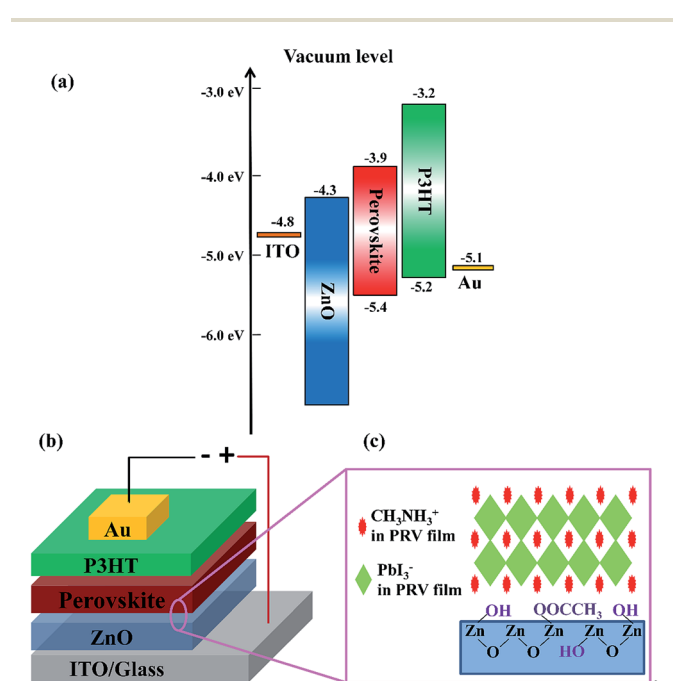 Vacuum level
(a)
-3.0 eV
-4.0 eV
-5.0 eV
-6.0 eV
-4.8
ITO
-4.3
ZnO
-3.9
Perovskite
-5.4
-3.2
P3HT
-5.2
-5.1
Au
(b)
- +
Au
P3HT
Perovskite
ZnO
ITO/Glass
(c)
CH₃NH₃⁺
in PRV film
PbI₃⁻
in PRV film
OH OOCCH₃ OH
Zn Zn Zn Zn Zn
O O HO O